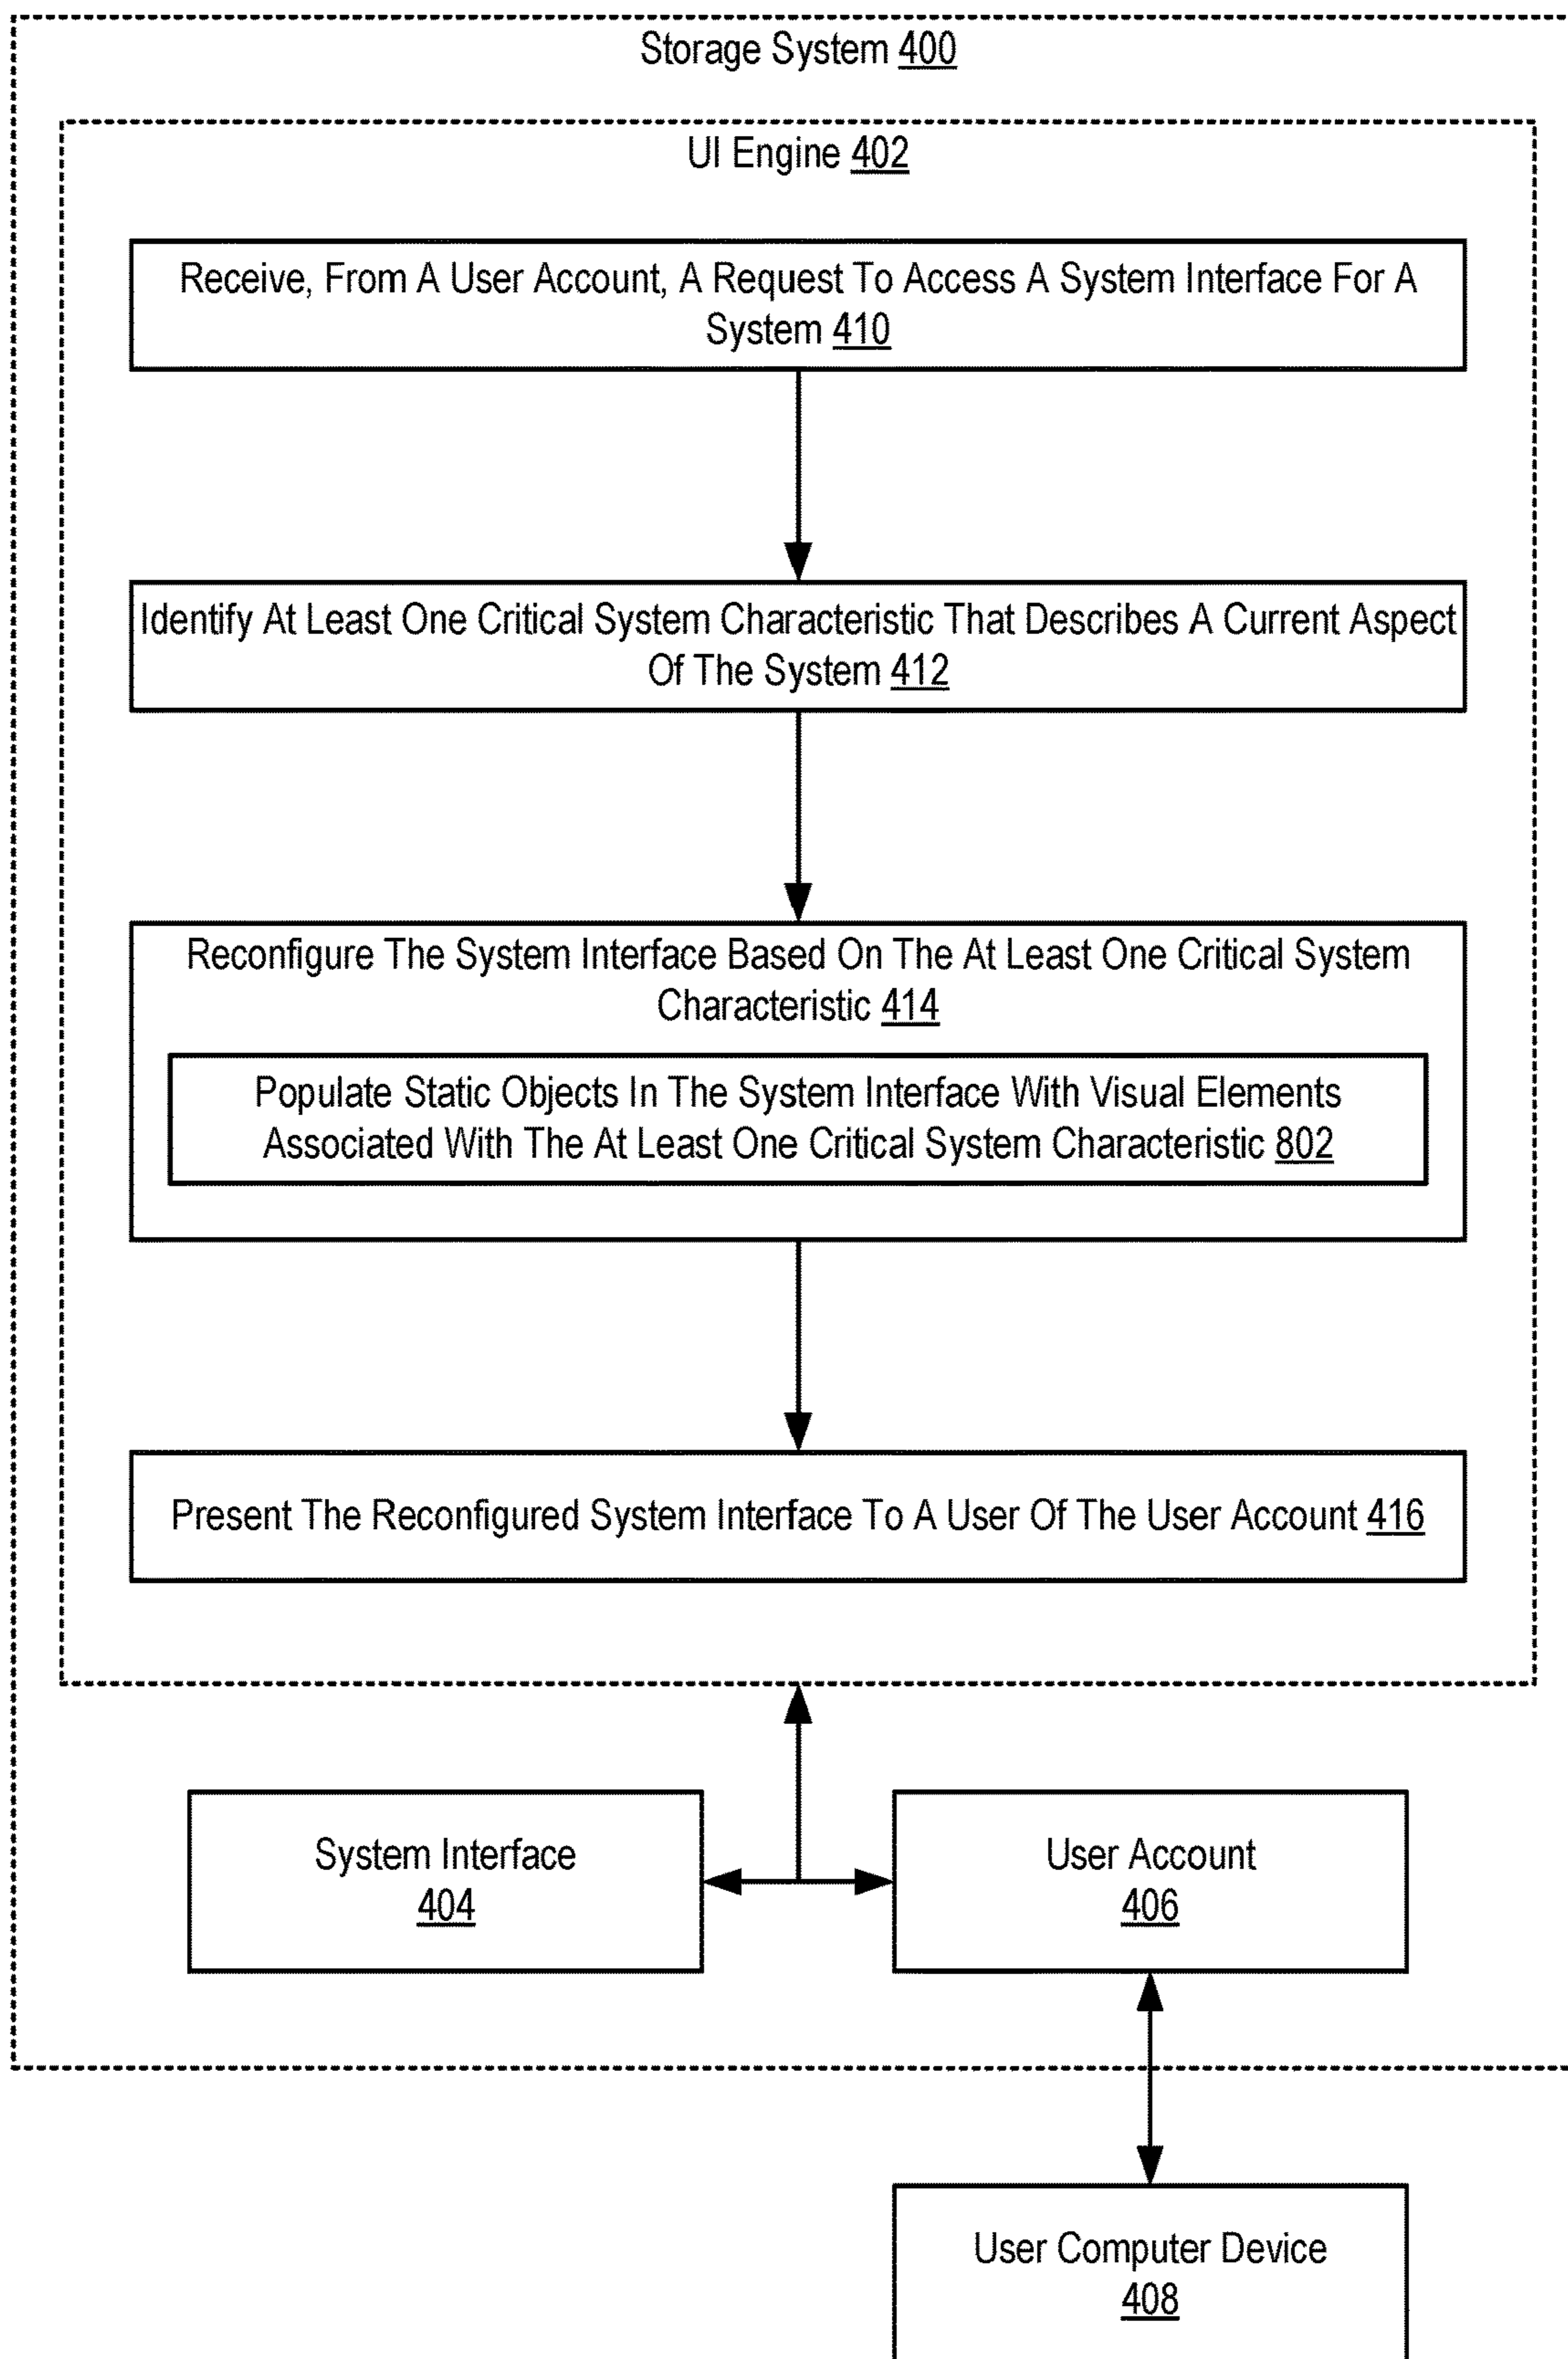 Storage System 400
UI Engine 402
Receive, From A User Account, A Request To Access A System Interface For A
System 410
Identify At Least One Critical System Characteristic That Describes A Current Aspect
Of The System 412
Reconfigure The System Interface Based On The At Least One Critical System
Characteristic 414
Populate Static Objects In The System Interface With Visual Elements
Associated With The At Least One Critical System Characteristic 802
Present The Reconfigured System Interface To A User Of The User Account 416
System Interface
404
User Account
406
User Computer Device
408